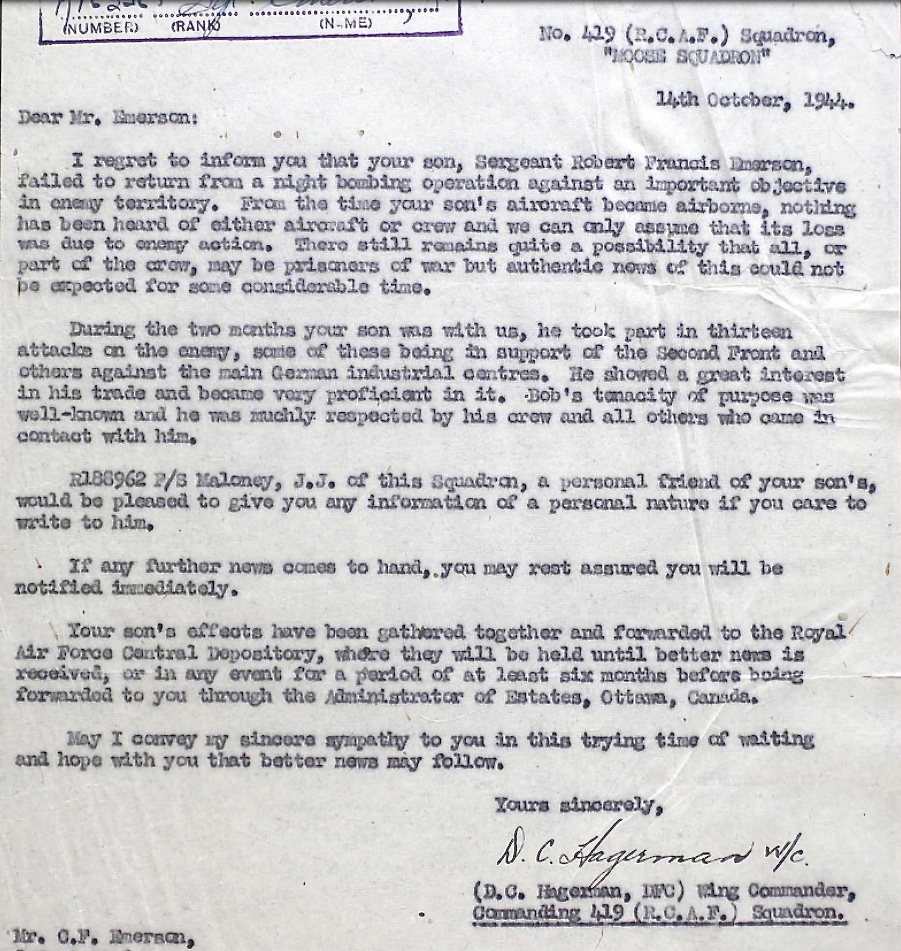 (NUMBER) (RANK) (N-ME)
No. 419 (R.C.A.F.) Squadron,
"MOOSE SQUADRON"
14th October, 1944.
Dear Mr. Emerson:
I regret to inform you that your son, Sergeant Robert Francis Emerson,
failed to return from a night bombing operation against an important objective
in enemy territory. From the time your son's aircraft became airborne, nothing
has been heard of either aircraft or crew and we can only assume that its loss
was due to enemy action. There still remains quite a possibility that all, or
part of the crew, may be prisoners of war but authentic news of this could not
be expected for some considerable time.
During the two months your son was with us, he took part in thirteen
attacks on the enemy, some of these being in support of the Second Front and
others against the main German industrial centres. He showed a great interest
in his trade and became very proficient in it. Bob's tenacity of purpose was
well-known and he was muchly respected by his crew and all others who came in
contact with him.
R188962 F/S Maloney, J.J. of this Squadron, a personal friend of your son's,
would be pleased to give you any information of a personal nature if you care to
write to him.
If any further news comes to hand, you may rest assured you will be
notified immediately.
Your son's effects have been gathered together and forwarded to the Royal
Air Force Central Depository, where they will be held until better news is
received, or in any event for a period of at least six months before being
forwarded to you through the Administrator of Estates, Ottawa, Canada.
May I convey my sincere sympathy to you in this trying time of waiting
and hope with you that better news may follow.
Yours sincerely,
D. C. Hagerman W/C.
(D.C. Hagerman, DFC) Wing Commander,
Commanding 419 (R.C.A.F.) Squadron.
Mr. C.F. Emerson,